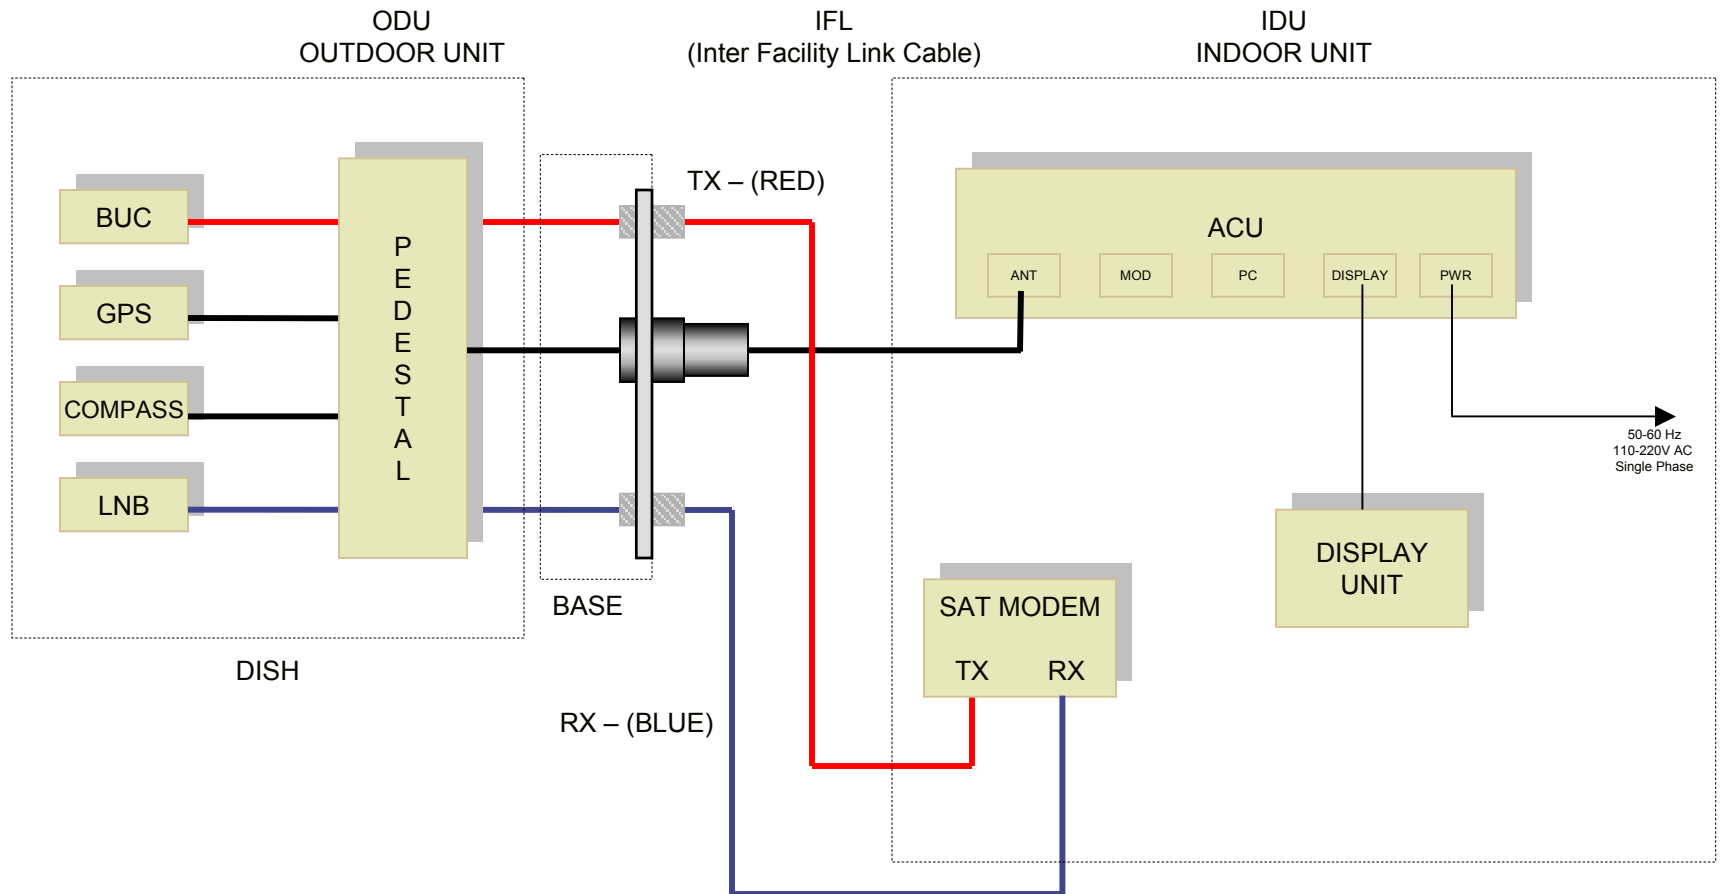 ODU
OUTDOOR UNIT
IFL
(Inter Facility Link Cable)
IDU
INDOOR UNIT
BUC
GPS
COMPASS
LNB
P
E
D
E
S
T
A
L
DISH
BASE
TX – (RED)
RX – (BLUE)
ACU
ANT
MOD
PC
DISPLAY
PWR
50-60 Hz
110-220V AC
Single Phase
DISPLAY
UNIT
SAT MODEM
TX RX